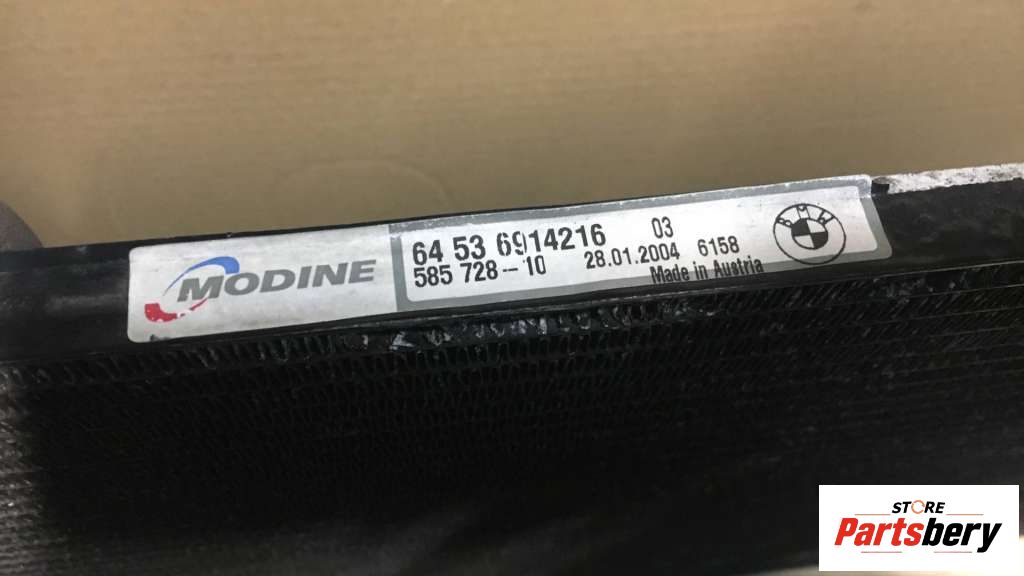 MODINE
64 53 6914216 03
585 728-10 28.01.2004 6158
Made in Austria
BMW
STORE
Partsbery